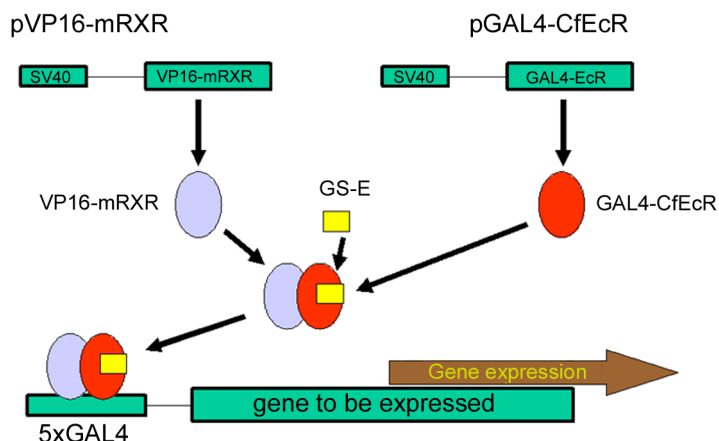 pVP16-mRXR
pGAL4-CfEcR
SV40
VP16-mRXR
SV40
GAL4-EcR
VP16-mRXR
GS-E
GAL4-CfEcR
Gene expression
gene to be expressed
5xGAL4